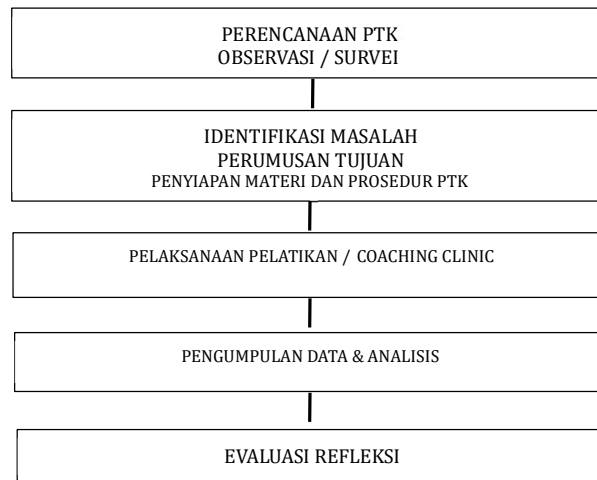 PERENCANAAN PTK
OBSERVASI / SURVEI
IDENTIFIKASI MASALAH
PERUMUSAN TUJUAN
PENYIAPAN MATERI DAN PROSEDUR PTK
PELAKSANAAN PELATIKAN / COACHING CLINIC
PENGUMPULAN DATA & ANALISIS
EVALUASI REFLEKSI